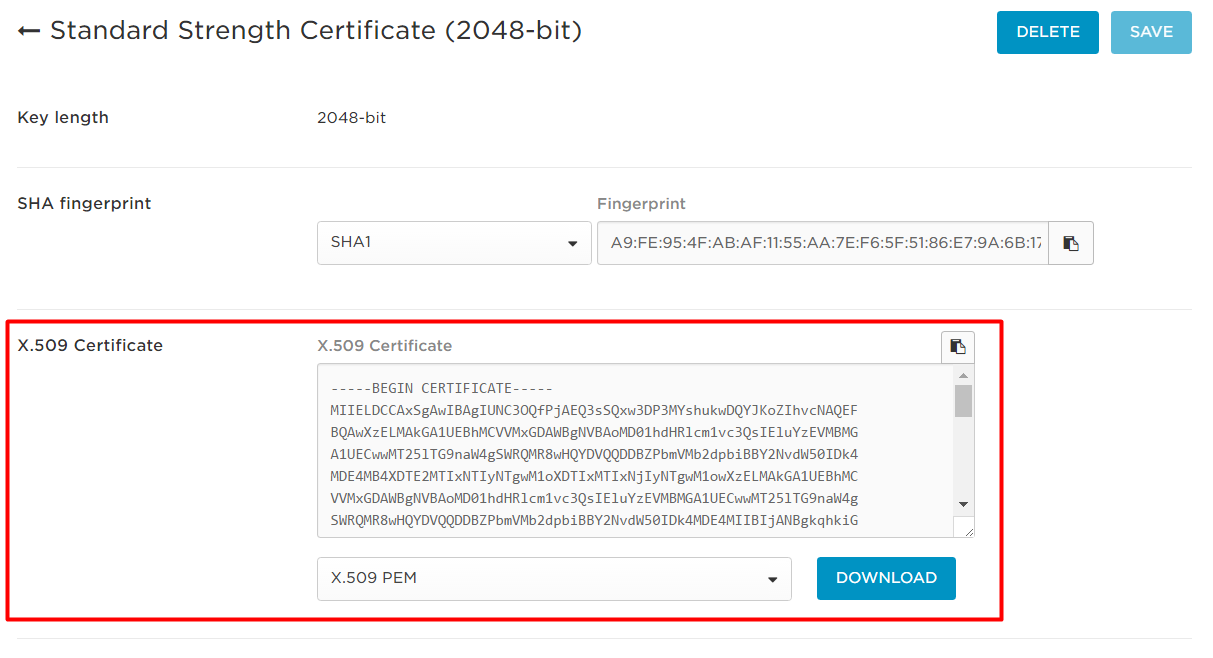 Standard Strength Certificate (2048-bit)
DELETE
SAVE
Key length
2048-bit
SHA fingerprint
Fingerprint
SHA1
A9:FE:95:4F:AB:AF:11:55:AA:7E:F6:5F:51:86:E7:9A:6B:17
X.509 Certificate
X.509 Certificate
-----BEGIN CERTIFICATE-----
MIIELDCCAxSgAwIBAgIUNC3OQfPjAEQ3sSQxw3DP3MYshukwDQYJKoZIhvcNAQEF
BQAwXzELMAkGA1UEBhMCVVMxGDAWBgNVBAoMD01hdHRlcm1vc3QsIEluYzEVMBMG
A1UECwwMT25lTG9naW4gSWRQMR8wHQYDVQQDDBZPbmVMb2dpbiBBY2NvdW50IDk4
MDE4MB4XDTE2MTIxNTIyNTgwM1oXDTIxMTIxNjIyNTgwM1owXzELMAkGA1UEBhMC
VVMxGDAWBgNVBAoMD01hdHRlcm1vc3QsIEluYzEVMBMGA1UECwwMT25lTG9naW4g
SWRQMR8wHQYDVQQDDBZPbmVMb2dpbiBBY2NvdW50IDk4MDE4MIIBIjANBgkqhkiG
X.509 PEM
DOWNLOAD